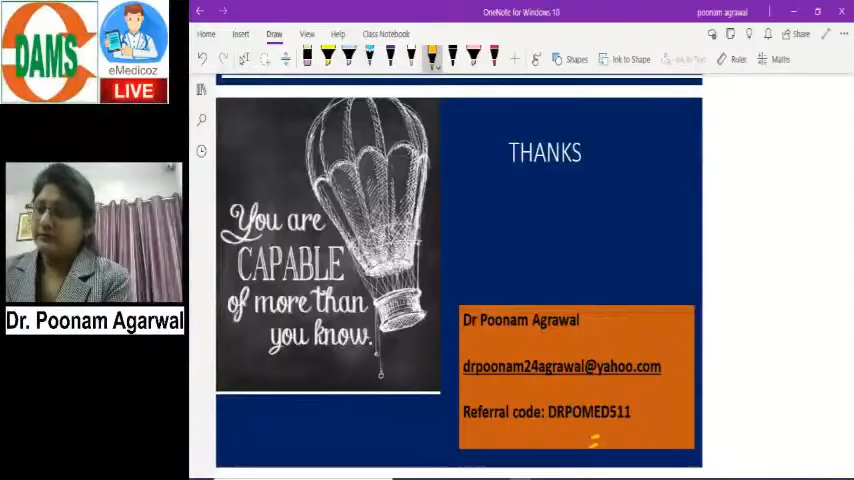 DAMS
eMedicoz
LIVE
Dr. Poonam Agarwal
OneNote for Windows 10
poonam agrawal
Home Insert Draw View Help Class Notebook
Share
Shapes Ink to Shape Ink to Text Ruler Maths
You are
CAPABLE
of more than
you know.
THANKS
Dr Poonam Agrawal
drpoonam24agrawal@yahoo.com
Referral code: DRPOMED511